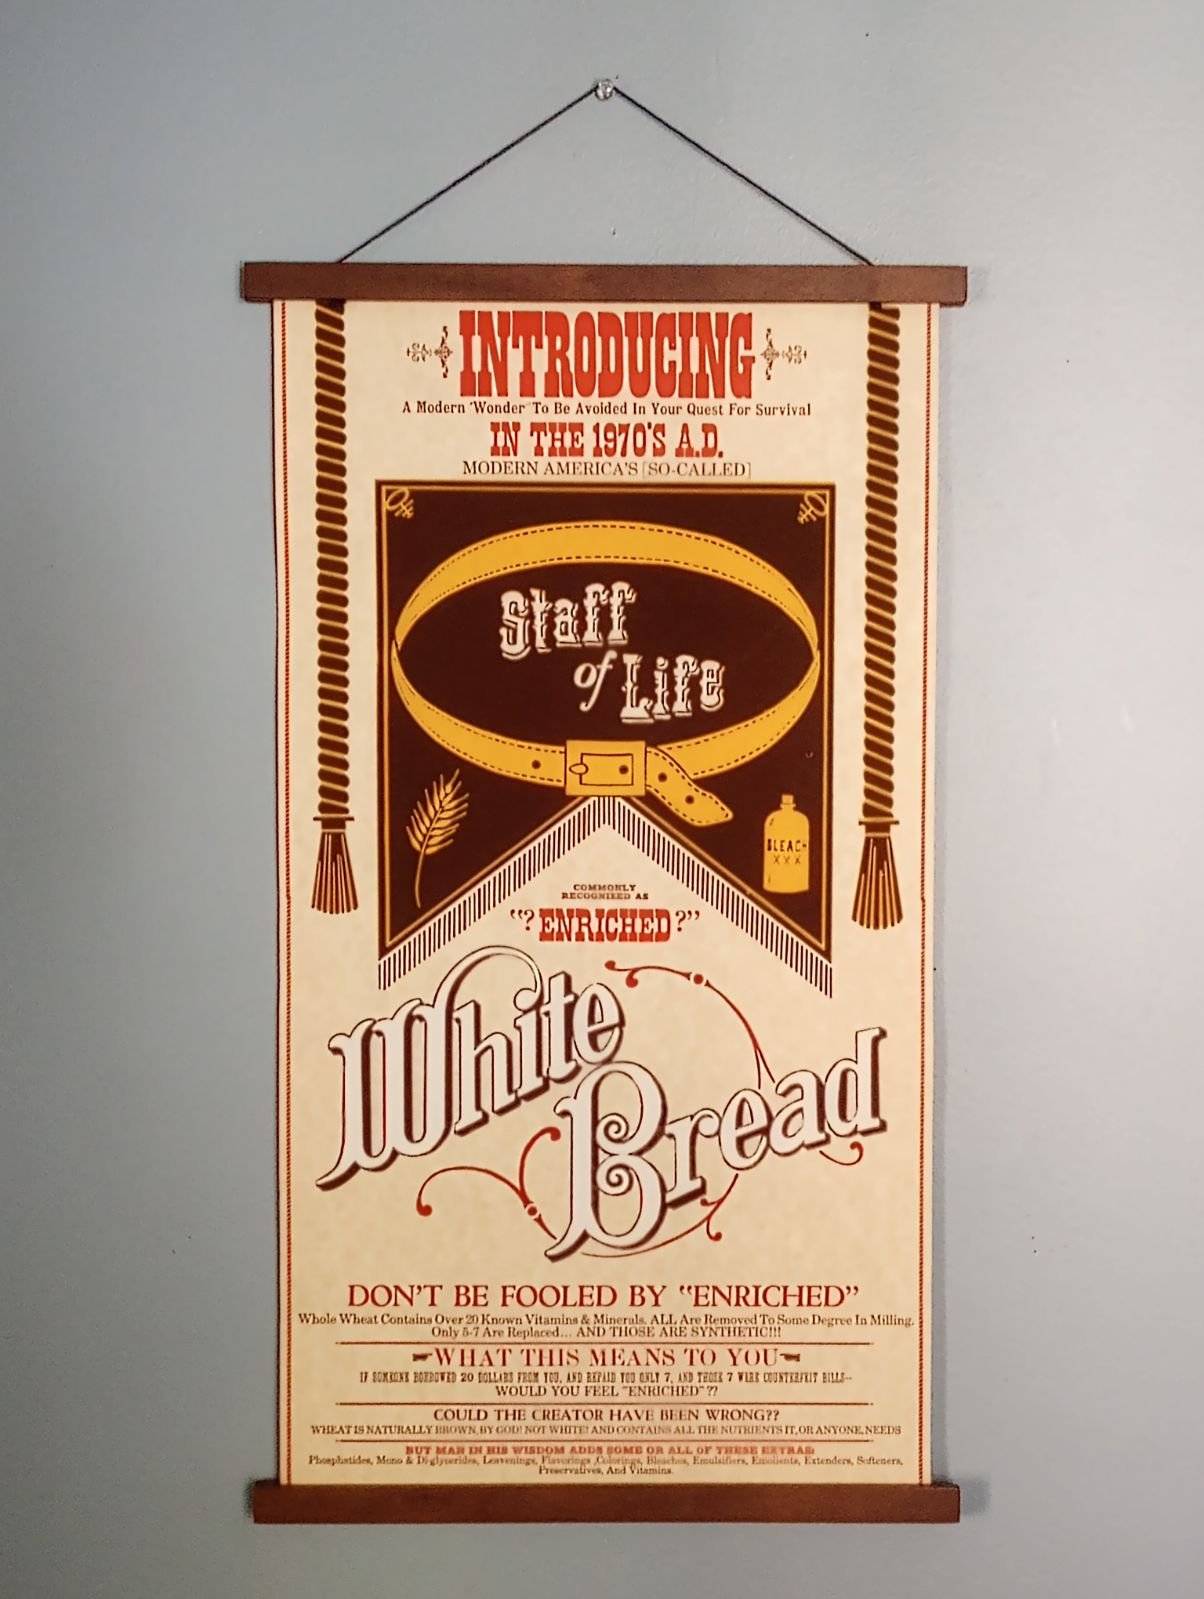 INTRODUCING
A Modern "Wonder" To Be Avoided In Your Quest For Survival
IN THE 1970'S A.D.
MODERN AMERICA'S [SO-CALLED]
Staff
of Life
BLEACH
XXX
COMMONLY
RECOGNIZED AS
"? ENRICHED ?"
White
Bread
DON'T BE FOOLED BY "ENRICHED"
Whole Wheat Contains Over 20 Known Vitamins & Minerals. ALL Are Removed To Some Degree In Milling.
Only 5-7 Are Replaced... AND THOSE ARE SYNTHETIC!!!
WHAT THIS MEANS TO YOU
IF SOMEONE BORROWED 20 DOLLARS FROM YOU, AND REPAID YOU ONLY 7, AND THOSE 7 WERE COUNTERFEIT BILLS--
WOULD YOU FEEL "ENRICHED"??
COULD THE CREATOR HAVE BEEN WRONG??
WHEAT IS NATURALLY BROWN, BY GOD! NOT WHITE! AND CONTAINS ALL THE NUTRIENTS IT, OR ANYONE, NEEDS
BUT MAN IN HIS WISDOM ADDS SOME OR ALL OF THESE EXTRAS:
Phosphatides, Mono & Di-glycerides, Leavenings, Flavorings, Colorings, Bleaches, Emulsifiers, Emolients, Extenders, Softeners,
Preservatives, And Vitamins.